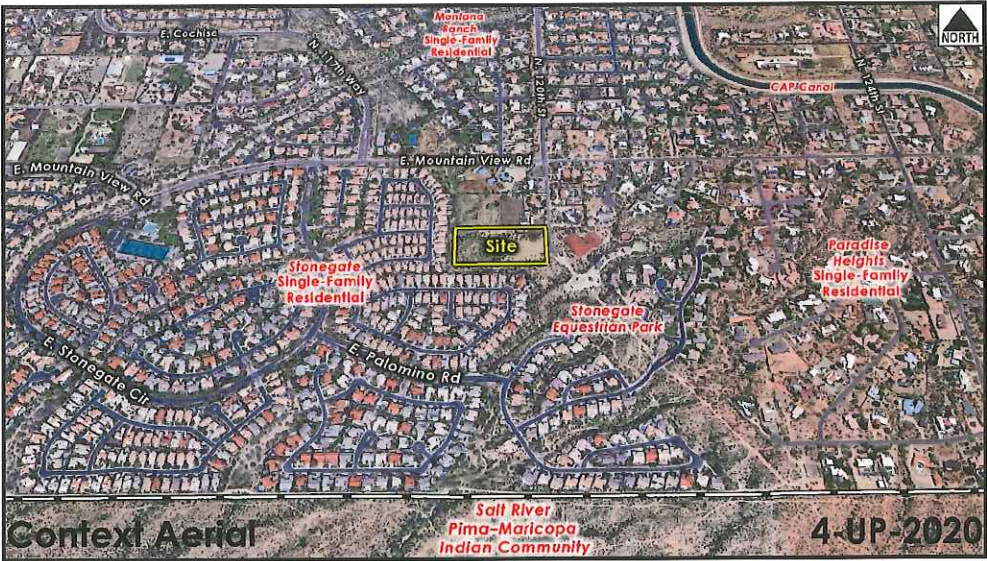 Montana
Ranch
Single-Family
Residential
NORTH
E. Cochise
N 117th Way
N. 120th St
CAP Canal
N. 124th S
E. Mountain View Rd
E. Mountain View Rd
Site
Stonegate
Single-Family
Residential
Paradise
Heights
Single-Family
Residential
Stonegate
Equestrian Park
E. Stonegate Cir
E. Palomino Rd
Salt River
Pima-Maricopa
Indian Community
Context Aerial
4-UP-2020